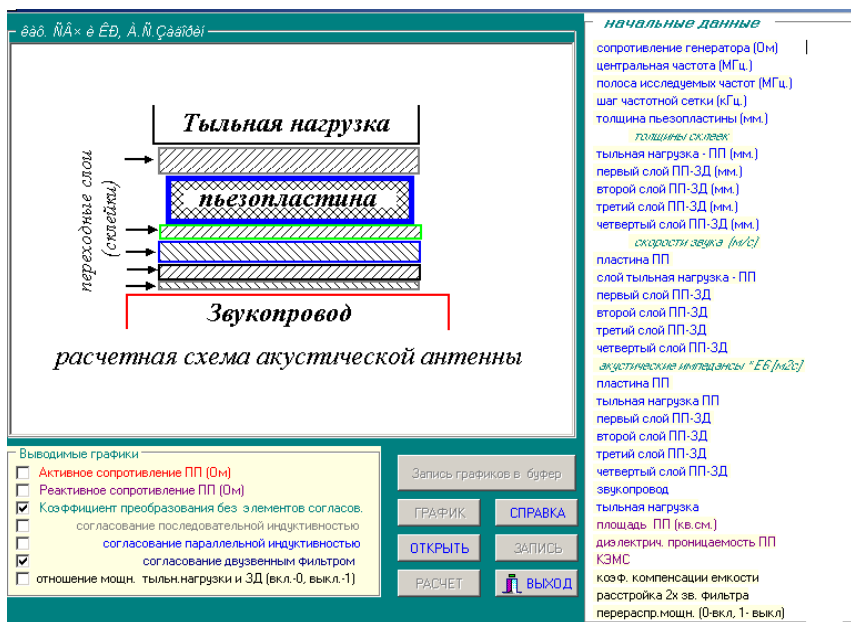 êàô. ÑÂ× è ÊÐ, À.Ñ.Çàäîðèí
Тыльная нагрузка
переходные слои
(склейки)
пьезопластина
Звукопровод
расчетная схема акустической антенны
Выводимые графики
Активное сопротивление ПП (Ом)
Реактивное сопротивление ПП (Ом)
Коэффициент преобразования без элементов согласов.
согласование последовательной индуктивностью
согласование параллельной индуктивностью
согласование двузвенным фильтром
отношение мощн. тыльн.нагрузки и ЗД (вкл.-0, выкл.-1)
Запись графиков в буфер
ГРАФИК
СПРАВКА
ОТКРЫТЬ
ЗАПИСЬ
РАСЧЕТ
ВЫХОД
начальные данные
сопротивление генератора (Ом)
центральная частота (МГц.)
полоса исследуемых частот (МГц.)
шаг частотной сетки (кГц.)
толщина пьезопластины (мм.)
толщины склеек
тыльная нагрузка - ПП (мм.)
первый слой ПП-ЗД (мм.)
второй слой ПП-ЗД (мм.)
третий слой ПП-ЗД (мм.)
четвертый слой ПП-ЗД (мм.)
скорости звука (м/с)
пластина ПП
слой тыльная нагрузка - ПП
первый слой ПП-ЗД
второй слой ПП-ЗД
третий слой ПП-ЗД
четвертый слой ПП-ЗД
акустические импедансы * Е6 [м2с]
пластина ПП
тыльная нагрузка ПП
первый слой ПП-ЗД
второй слой ПП-ЗД
третий слой ПП-ЗД
четвертый слой ПП-ЗД
звукопровод
тыльная нагрузка
площадь ПП (кв.см.)
диэлектрич. проницаемость ПП
КЭМС
коэф. компенсации емкости
расстройка 2х зв. фильтра
перераспр.мощн. (0-вкл, 1- выкл)